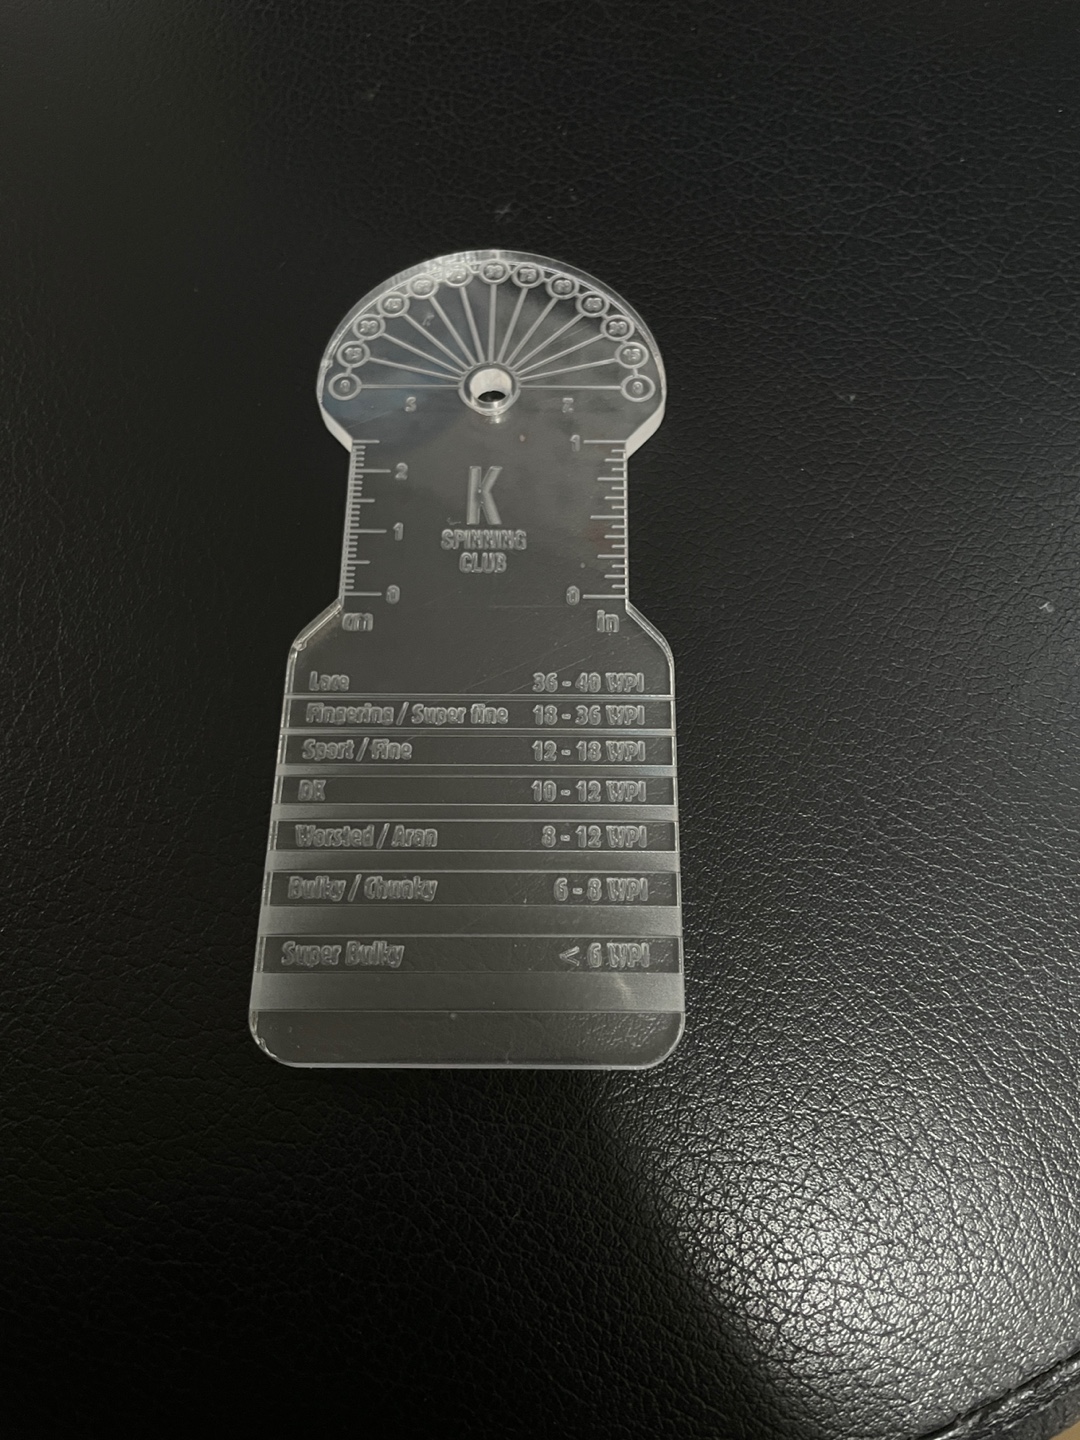 3 2
1
2
K
SPINNING
1
CLUB
0 0
cm in
Lace 36 - 40 WPI
Fingering / Super fine 18 - 36 WPI
Sport / Fine 12 - 18 WPI
DK 10 - 12 WPI
Worsted / Aran 8 - 12 WPI
Bulky / Chunky 6 - 8 WPI
Super Bulky < 6 WPI